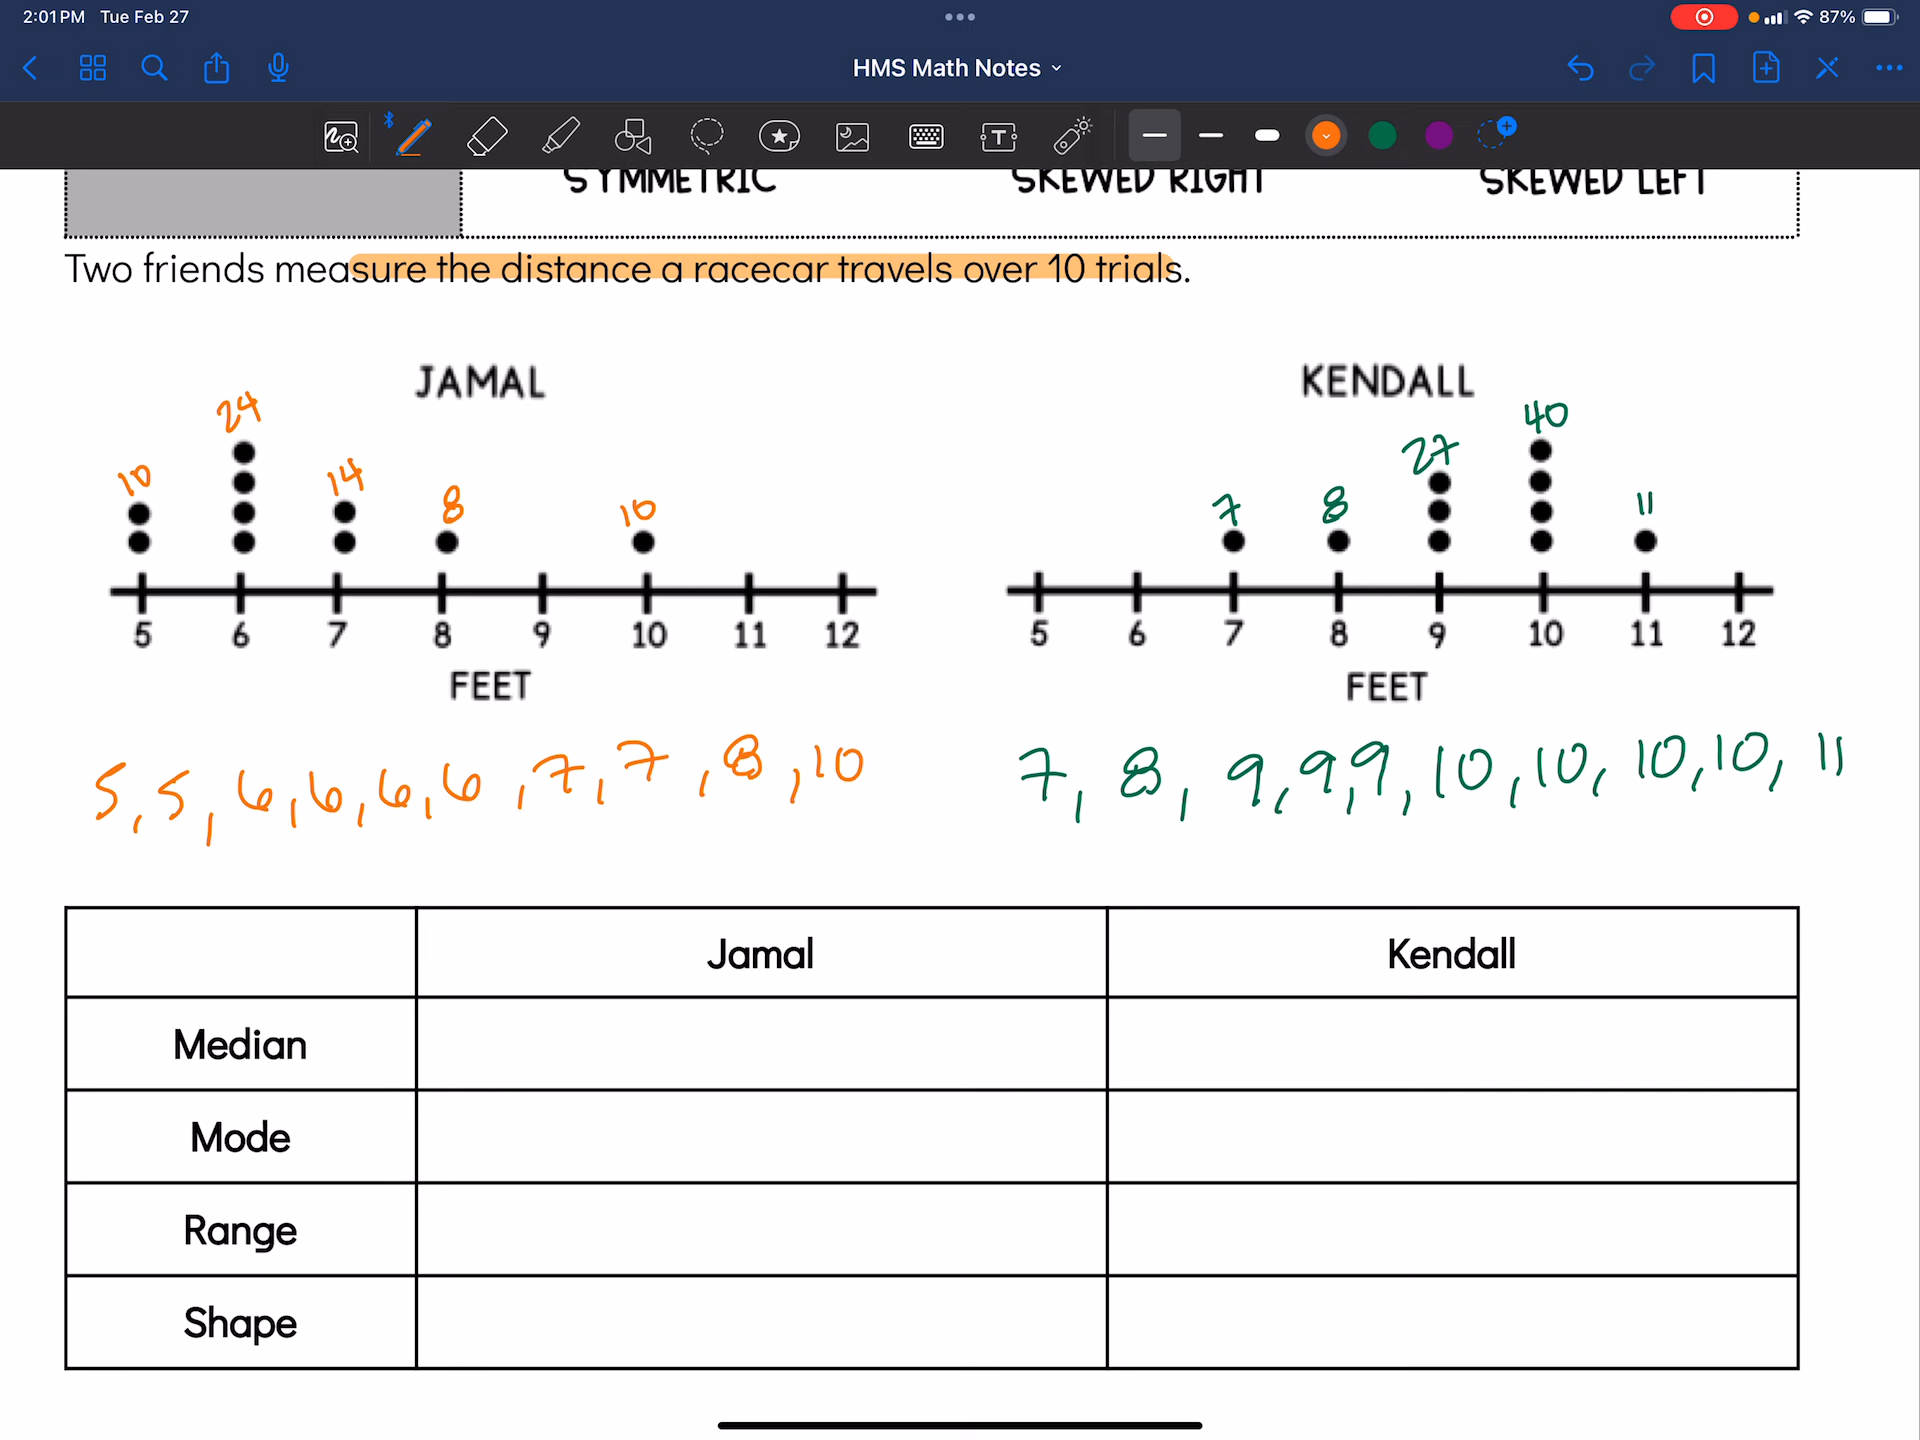 2:01 PM Tue Feb 27
87%
HMS Math Notes
T
SYMMETRIC SKEWED RIGHT SKEWED LEFT
Two friends measure the distance a racecar travels over 10 trials.
JAMAL
24
10 14 8 10
5 6 7 8 9 10 11 12
FEET
5, 5, 6, 6, 6, 6, 7, 7, 8, 10
KENDALL
40
27
7 8 11
5 6 7 8 9 10 11 12
FEET
7, 8, 9, 9, 9, 10, 10, 10, 10, 11
Jamal Kendall
Median
Mode
Range
Shape